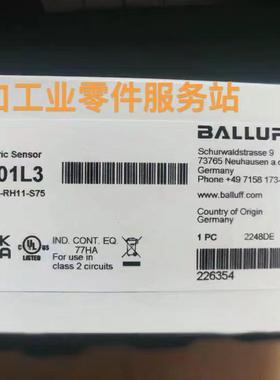 口工业零件服务站
BALLUFF
ric Sensor
Schurwaldstrasse 9
73765 Neuhausen a.d
Germany
Phone +49 7158 173-
01L3
-RH11-S75
www.balluff.com
Country of Origin
Germany
UL
LISTED
IND. CONT. EQ.
77HA
For use in
class 2 circuits
1 PC 2248DE
226354